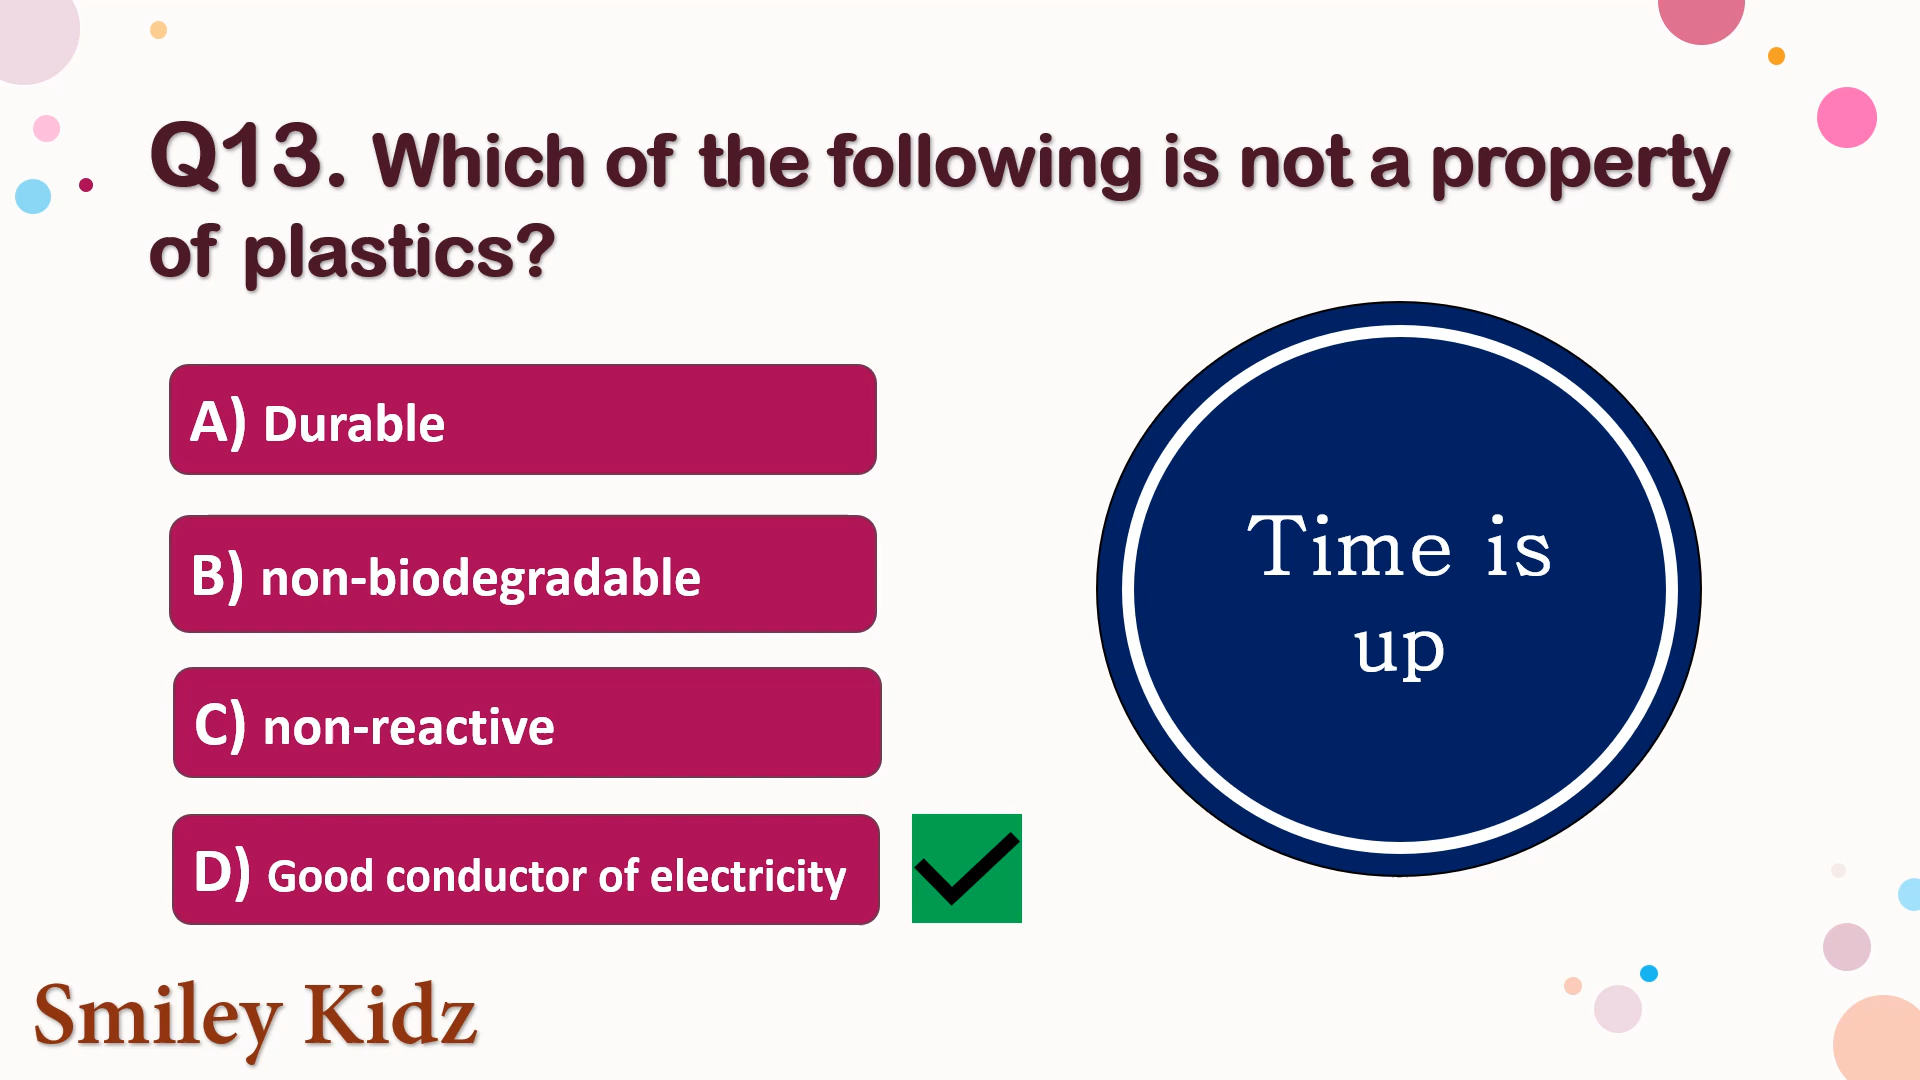 Q13. Which of the following is not a property
of plastics?
A) Durable
B) non-biodegradable
C) non-reactive
D) Good conductor of electricity
Time is
up
Smiley Kidz